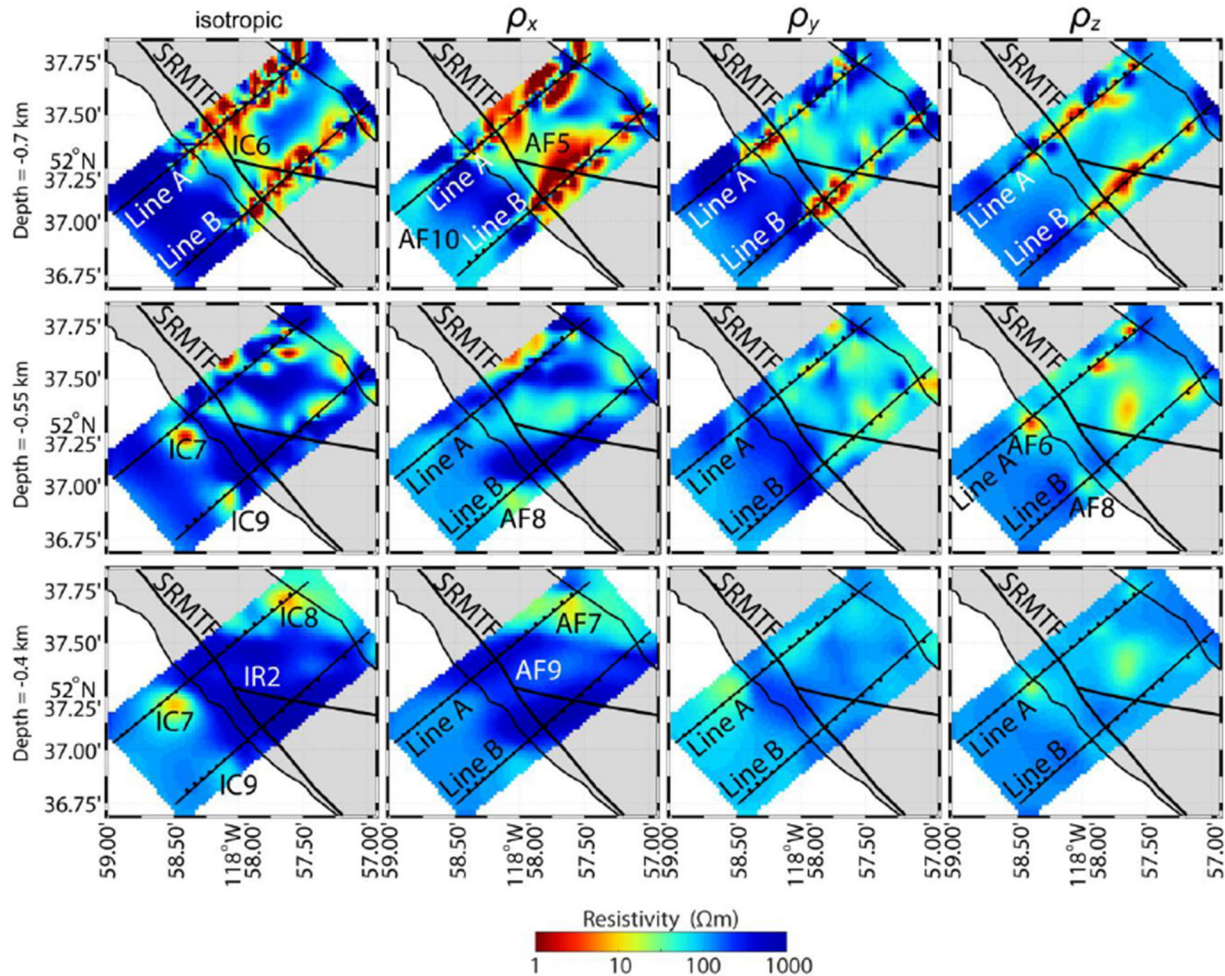 isotropic ρx ρy ρz
Depth = -0.7 km
37.75'
37.50'
52°N
37.25'
37.00'
36.75'
SRMTF
IC6
Line A
Line B
SRMTF
AF5
Line A
Line B
AF10
SRMTF
Line A
Line B
SRMTF
Line A
Line B
Depth = -0.55 km
37.75'
37.50'
52°N
37.25'
37.00'
36.75'
SRMTF
IC7
IC9
SRMTF
Line A
Line B
AF8
SRMTF
Line A
Line B
SRMTF
AF6
Line A
Line B
AF8
Depth = -0.4 km
37.75'
37.50'
52°N
37.25'
37.00'
36.75'
SRMTF
IC8
IR2
IC7
IC9
SRMTF
AF7
AF9
Line A
Line B
SRMTF
Line A
Line B
SRMTF
Line A
Line B
59.00' 58.50' 118°W 58.00' 57.50' 57.00'
59.00' 58.50' 118°W 58.00' 57.50' 57.00'
59.00' 58.50' 118°W 58.00' 57.50' 57.00'
59.00' 58.50' 118°W 58.00' 57.50' 57.00'
Resistivity (Ωm)
1 10 100 1000